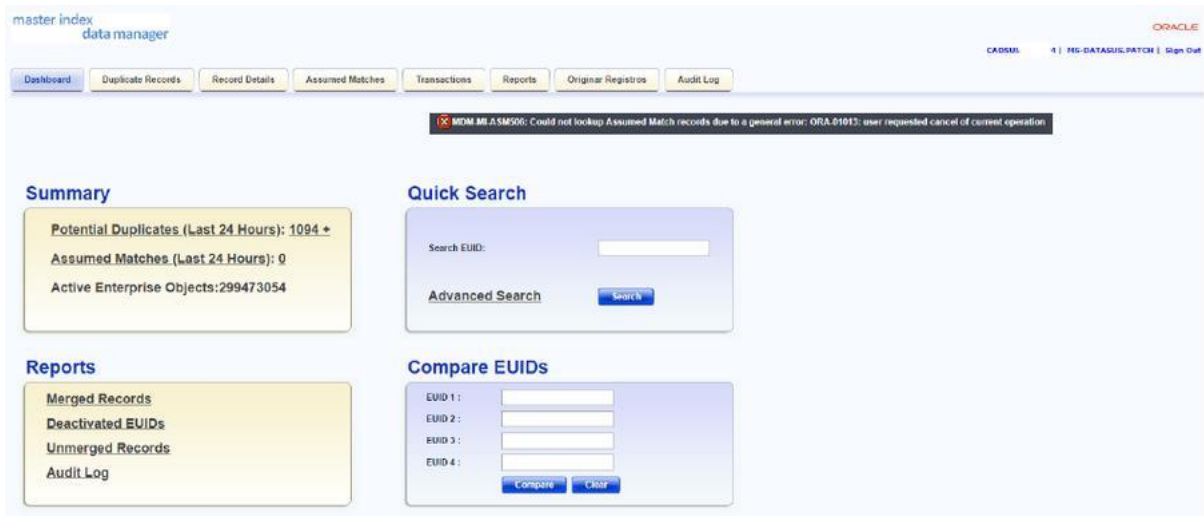 master index
data manager
ORACLE
CADSUS 4 | MS-DATASUS.PATCH | Sign Out
Dashboard Duplicate Records Record Details Assumed Matches Transactions Reports Originar Registros Audit Log
MDM-MI-ASM506: Could not lookup Assumed Match records due to a general error: ORA-01013: user requested cancel of current operation
Summary
Potential Duplicates (Last 24 Hours): 1094 +
Assumed Matches (Last 24 Hours): 0
Active Enterprise Objects:299473054
Quick Search
Search EUID:
Advanced Search Search
Reports
Merged Records
Deactivated EUIDs
Unmerged Records
Audit Log
Compare EUIDs
EUID 1 :
EUID 2 :
EUID 3 :
EUID 4 :
Compare Clear